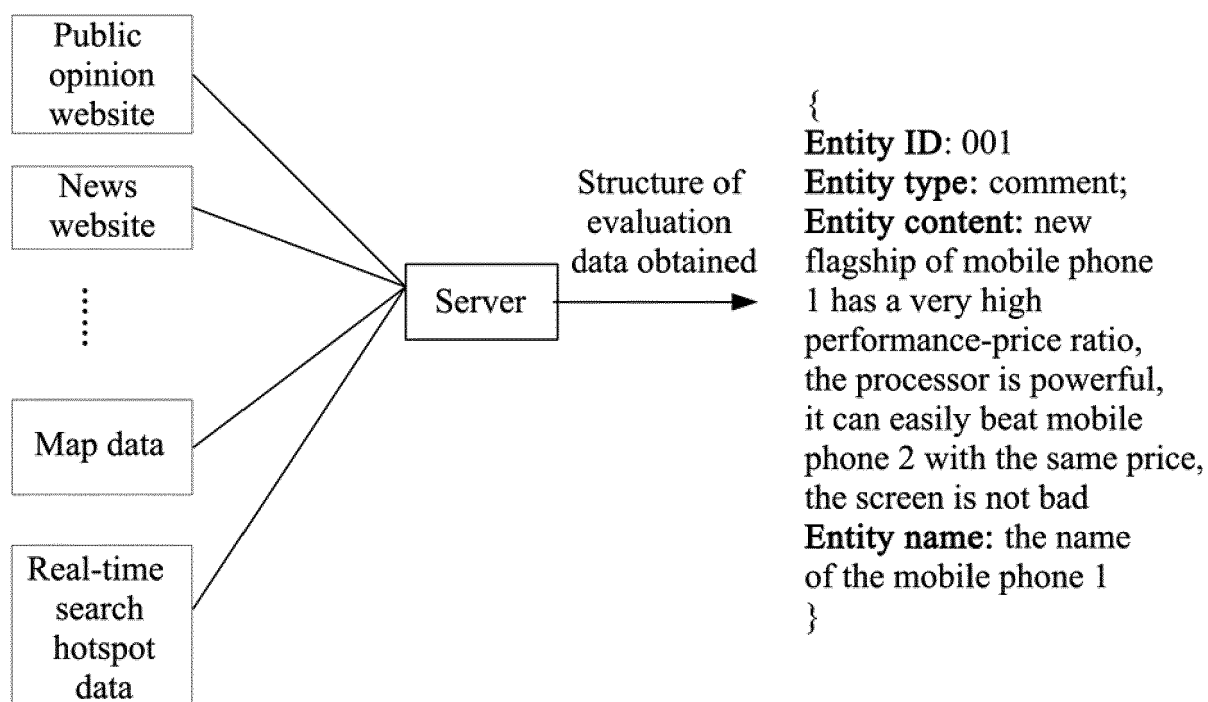 Public
opinion
website
News
website
Map data
Real-time
search
hotspot
data
Server
Structure of
evaluation
data obtained
{
Entity ID: 001
Entity type: comment;
Entity content: new
flagship of mobile phone
1 has a very high
performance-price ratio,
the processor is powerful,
it can easily beat mobile
phone 2 with the same price,
the screen is not bad
Entity name: the name
of the mobile phone 1
}